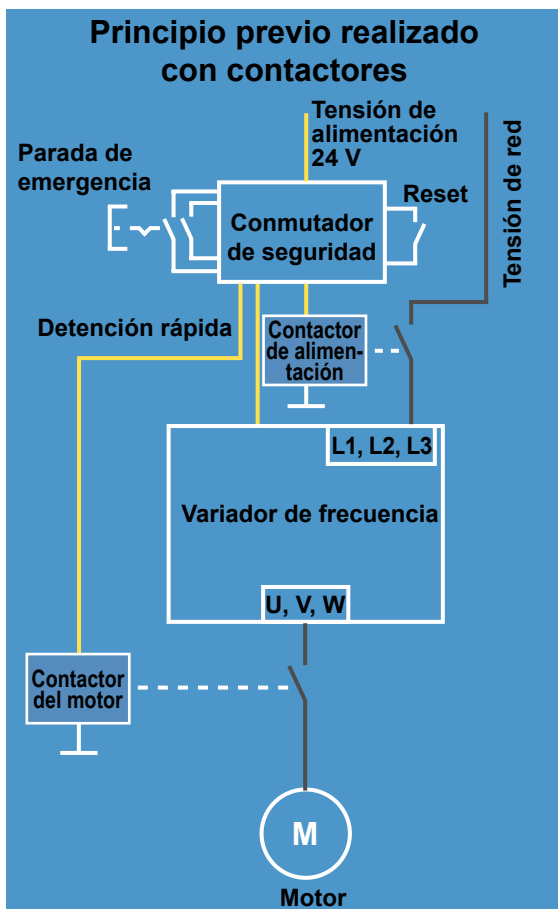 Principio previo realizado
con contactores
Tensión de
alimentación
24 V
Tensión de red
Parada de
emergencia
Reset
Conmutador
de seguridad
Detención rápida
Contactor
de alimen-
tación
L1, L2, L3
Variador de frecuencia
U, V, W
Contactor
del motor
M
Motor